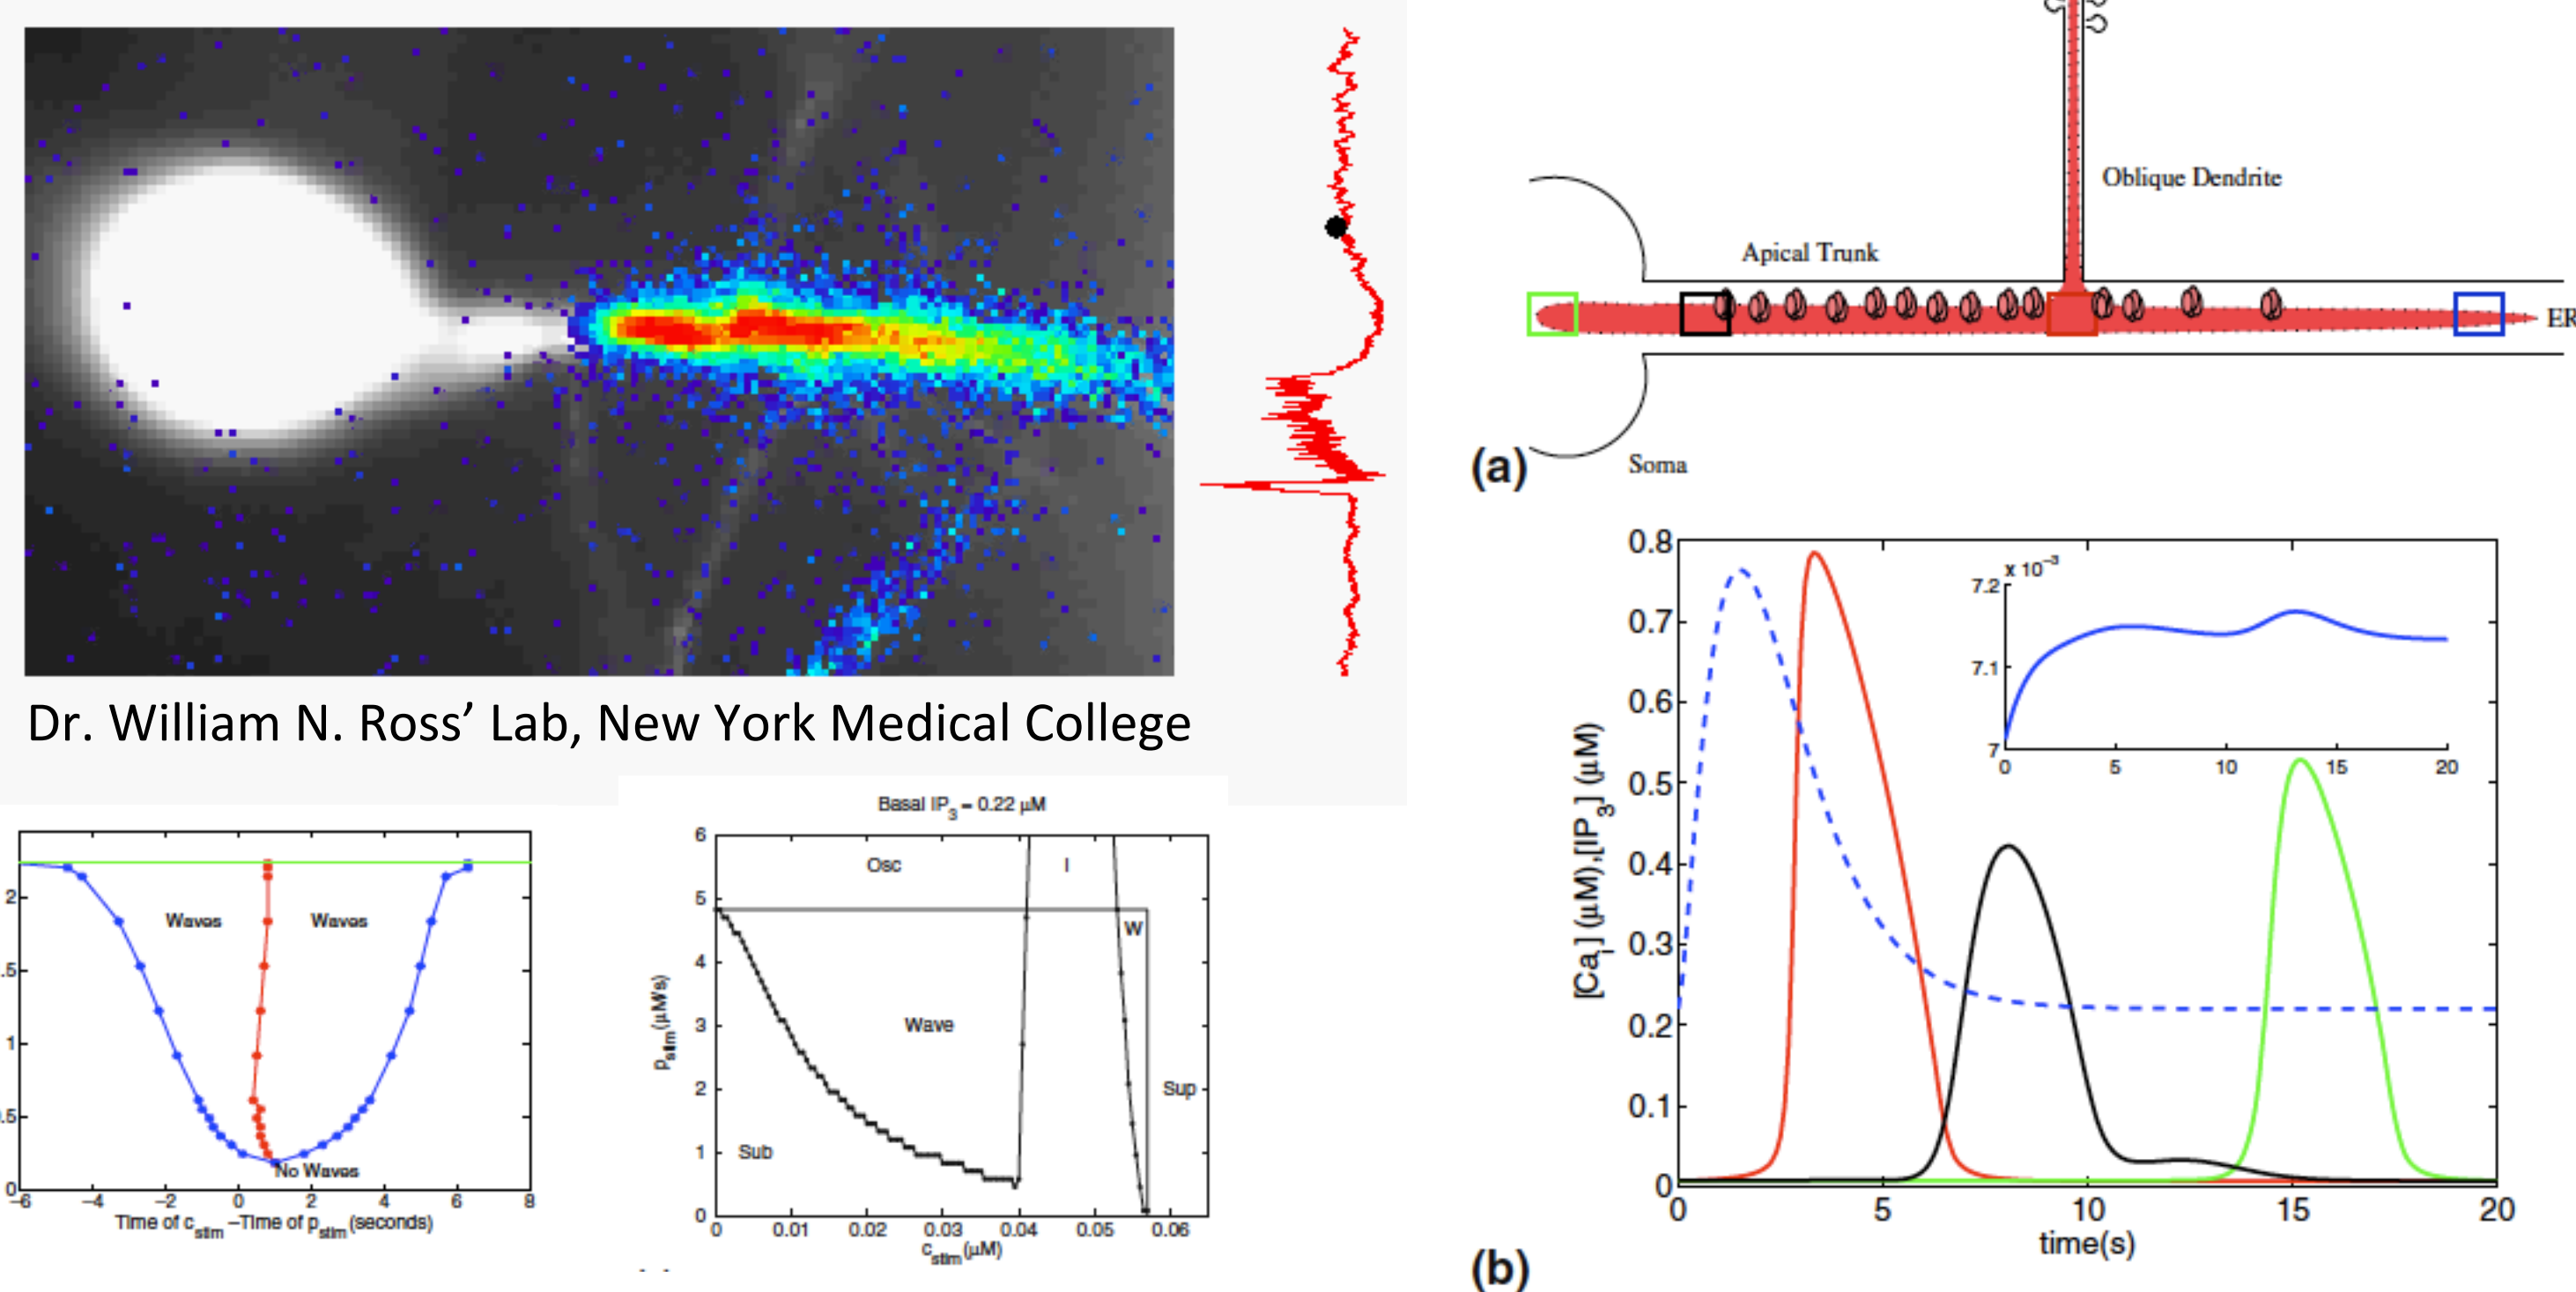 Dr. William N. Ross’ Lab, New York Medical College
Oblique Dendrite
Apical Trunk
ER
Soma
(a)
2
.5
1
0.5
0
Waves
Waves
No Waves
−6
−4
−2
0
2
4
6
8
Time of cstim −Time of pstim (seconds)
Basal IP3 = 0.22 μM
6
5
4
3
2
1
0
pstim (μM/s)
Osc
I
W
Wave
Sup
Sub
0
0.01
0.02
0.03
0.04
0.05
0.06
cstim (μM)
0.8
0.7
0.6
0.5
0.4
0.3
0.2
0.1
0
[Cai] (μM),[IP3] (μM)
x 10−3
7.2
7.1
7
0
5
10
15
20
0
5
10
15
20
time(s)
(b)